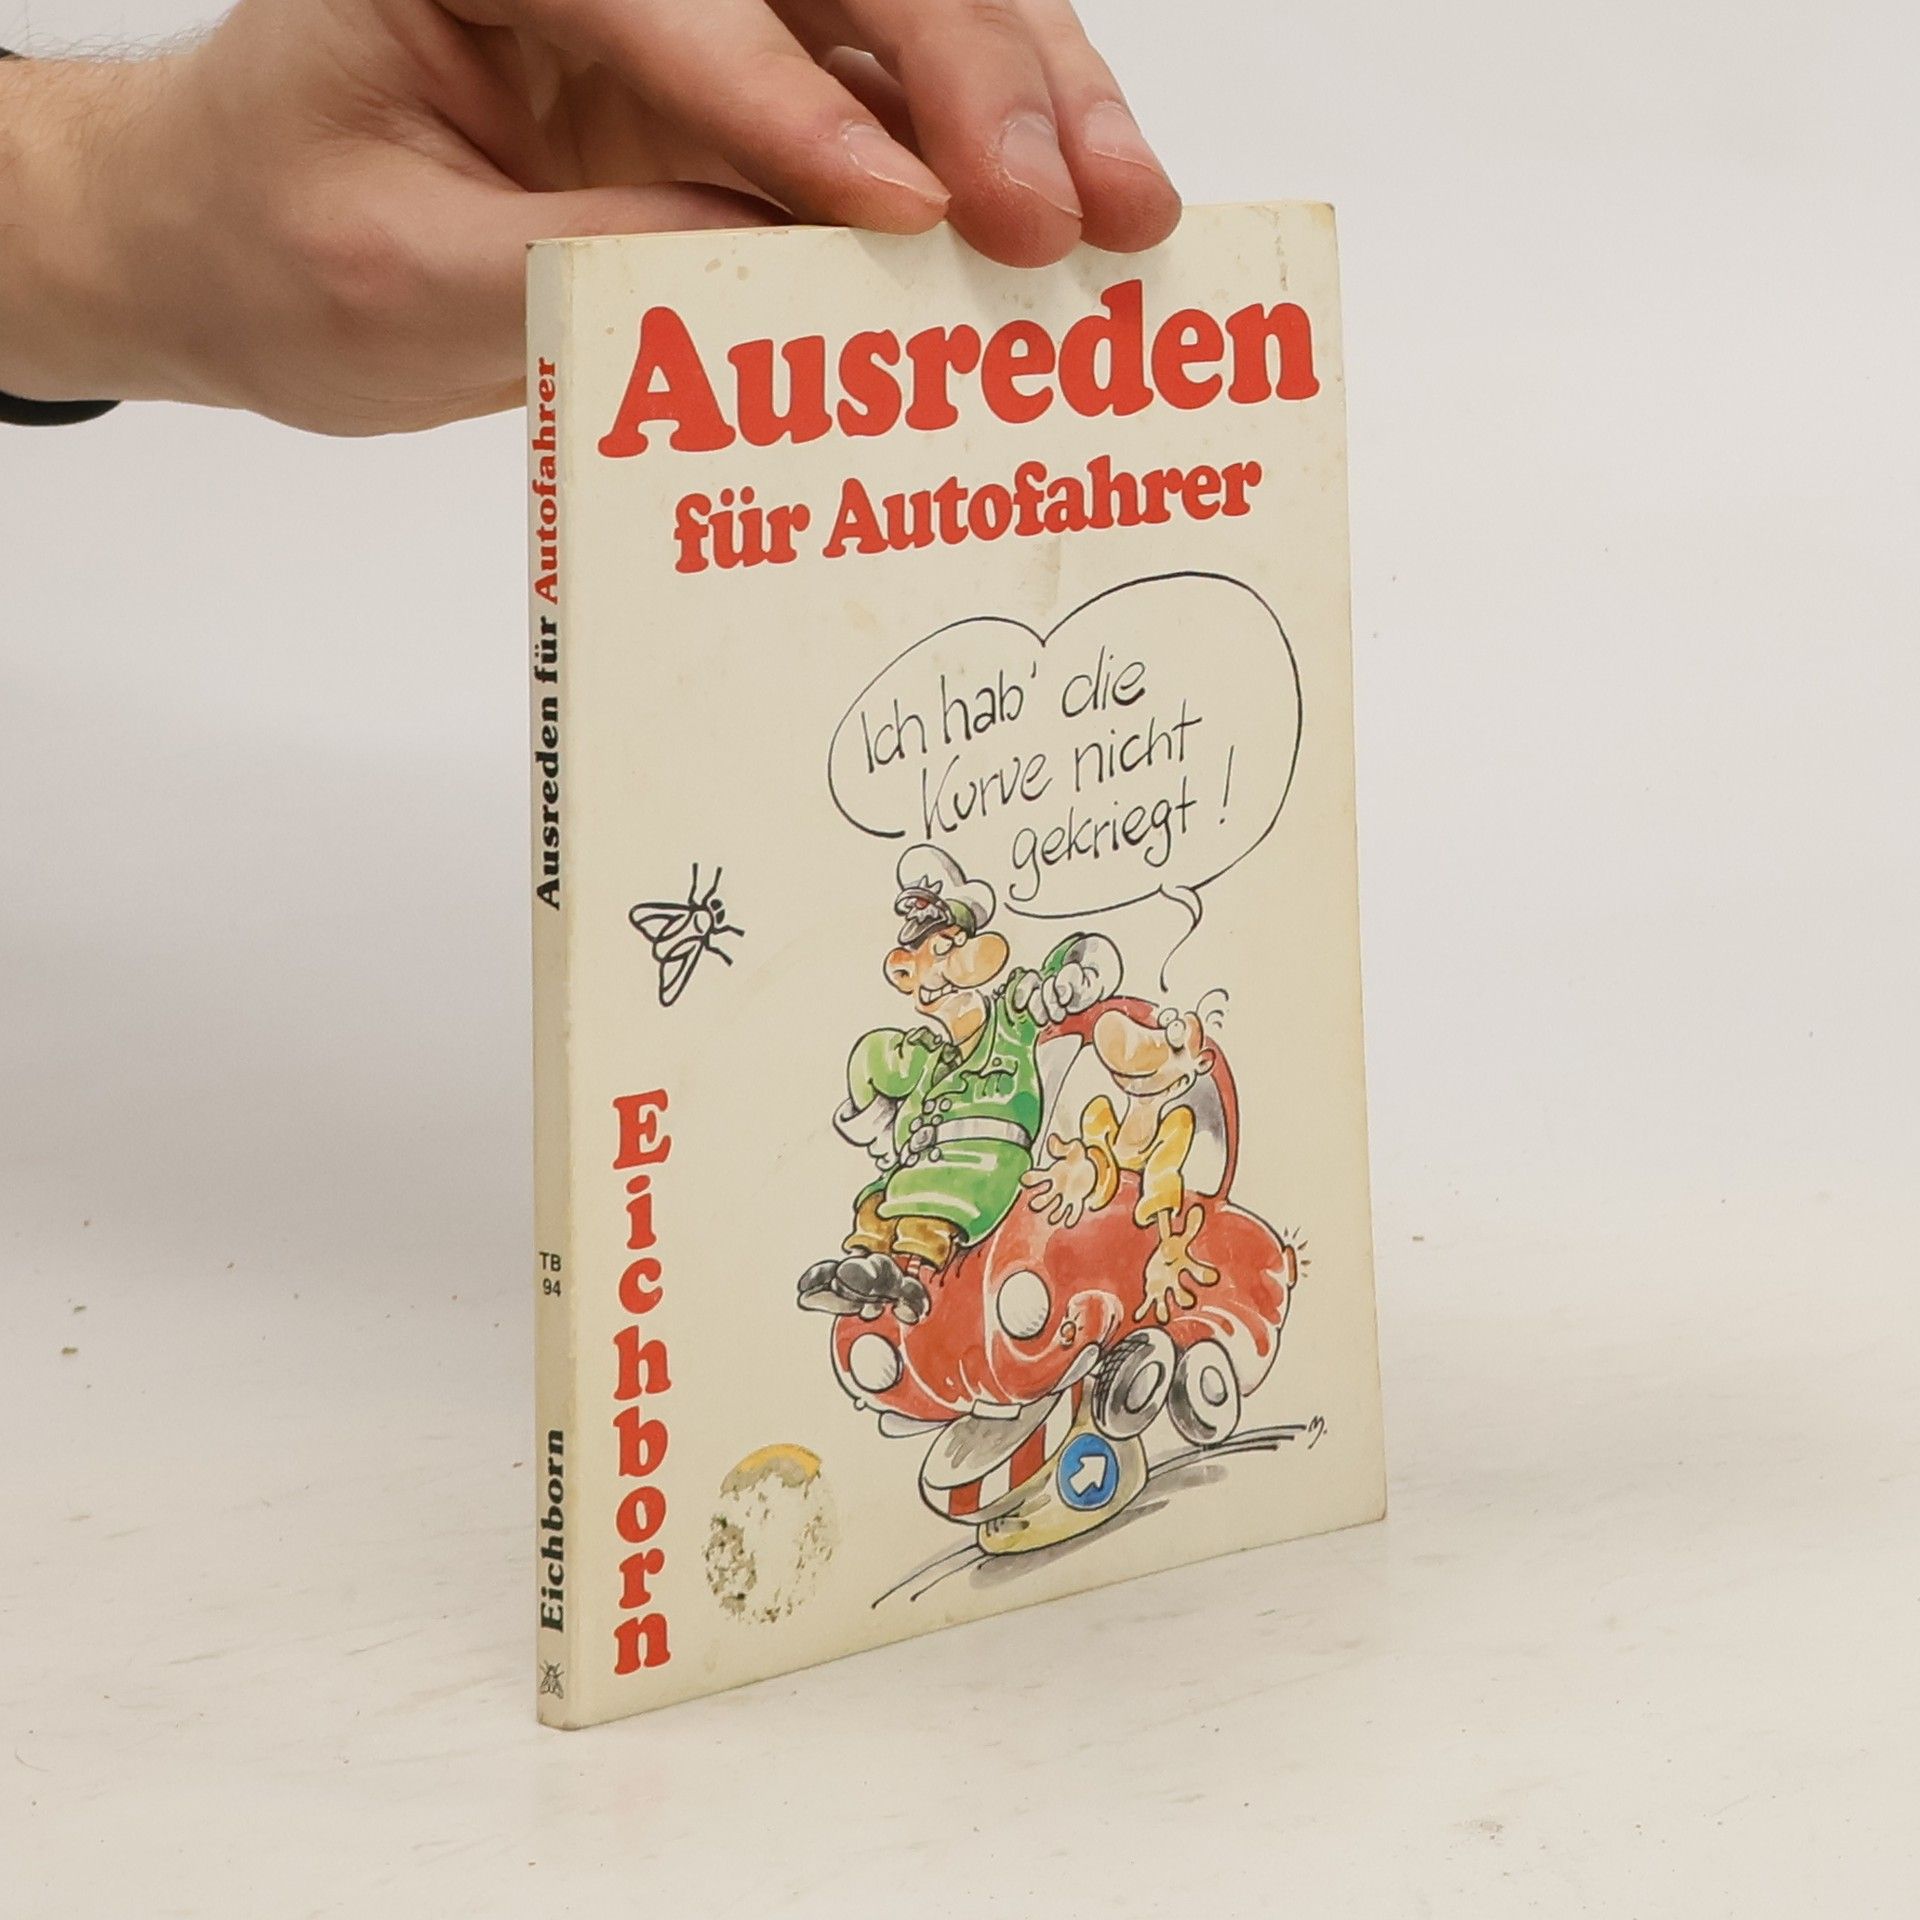 Ausreden
für Autofahrer
Ich hab' die
Kurve nicht
gekriegt!
Eichborn
M.
Ausreden für Autofahrer
TB
94
Eichborn